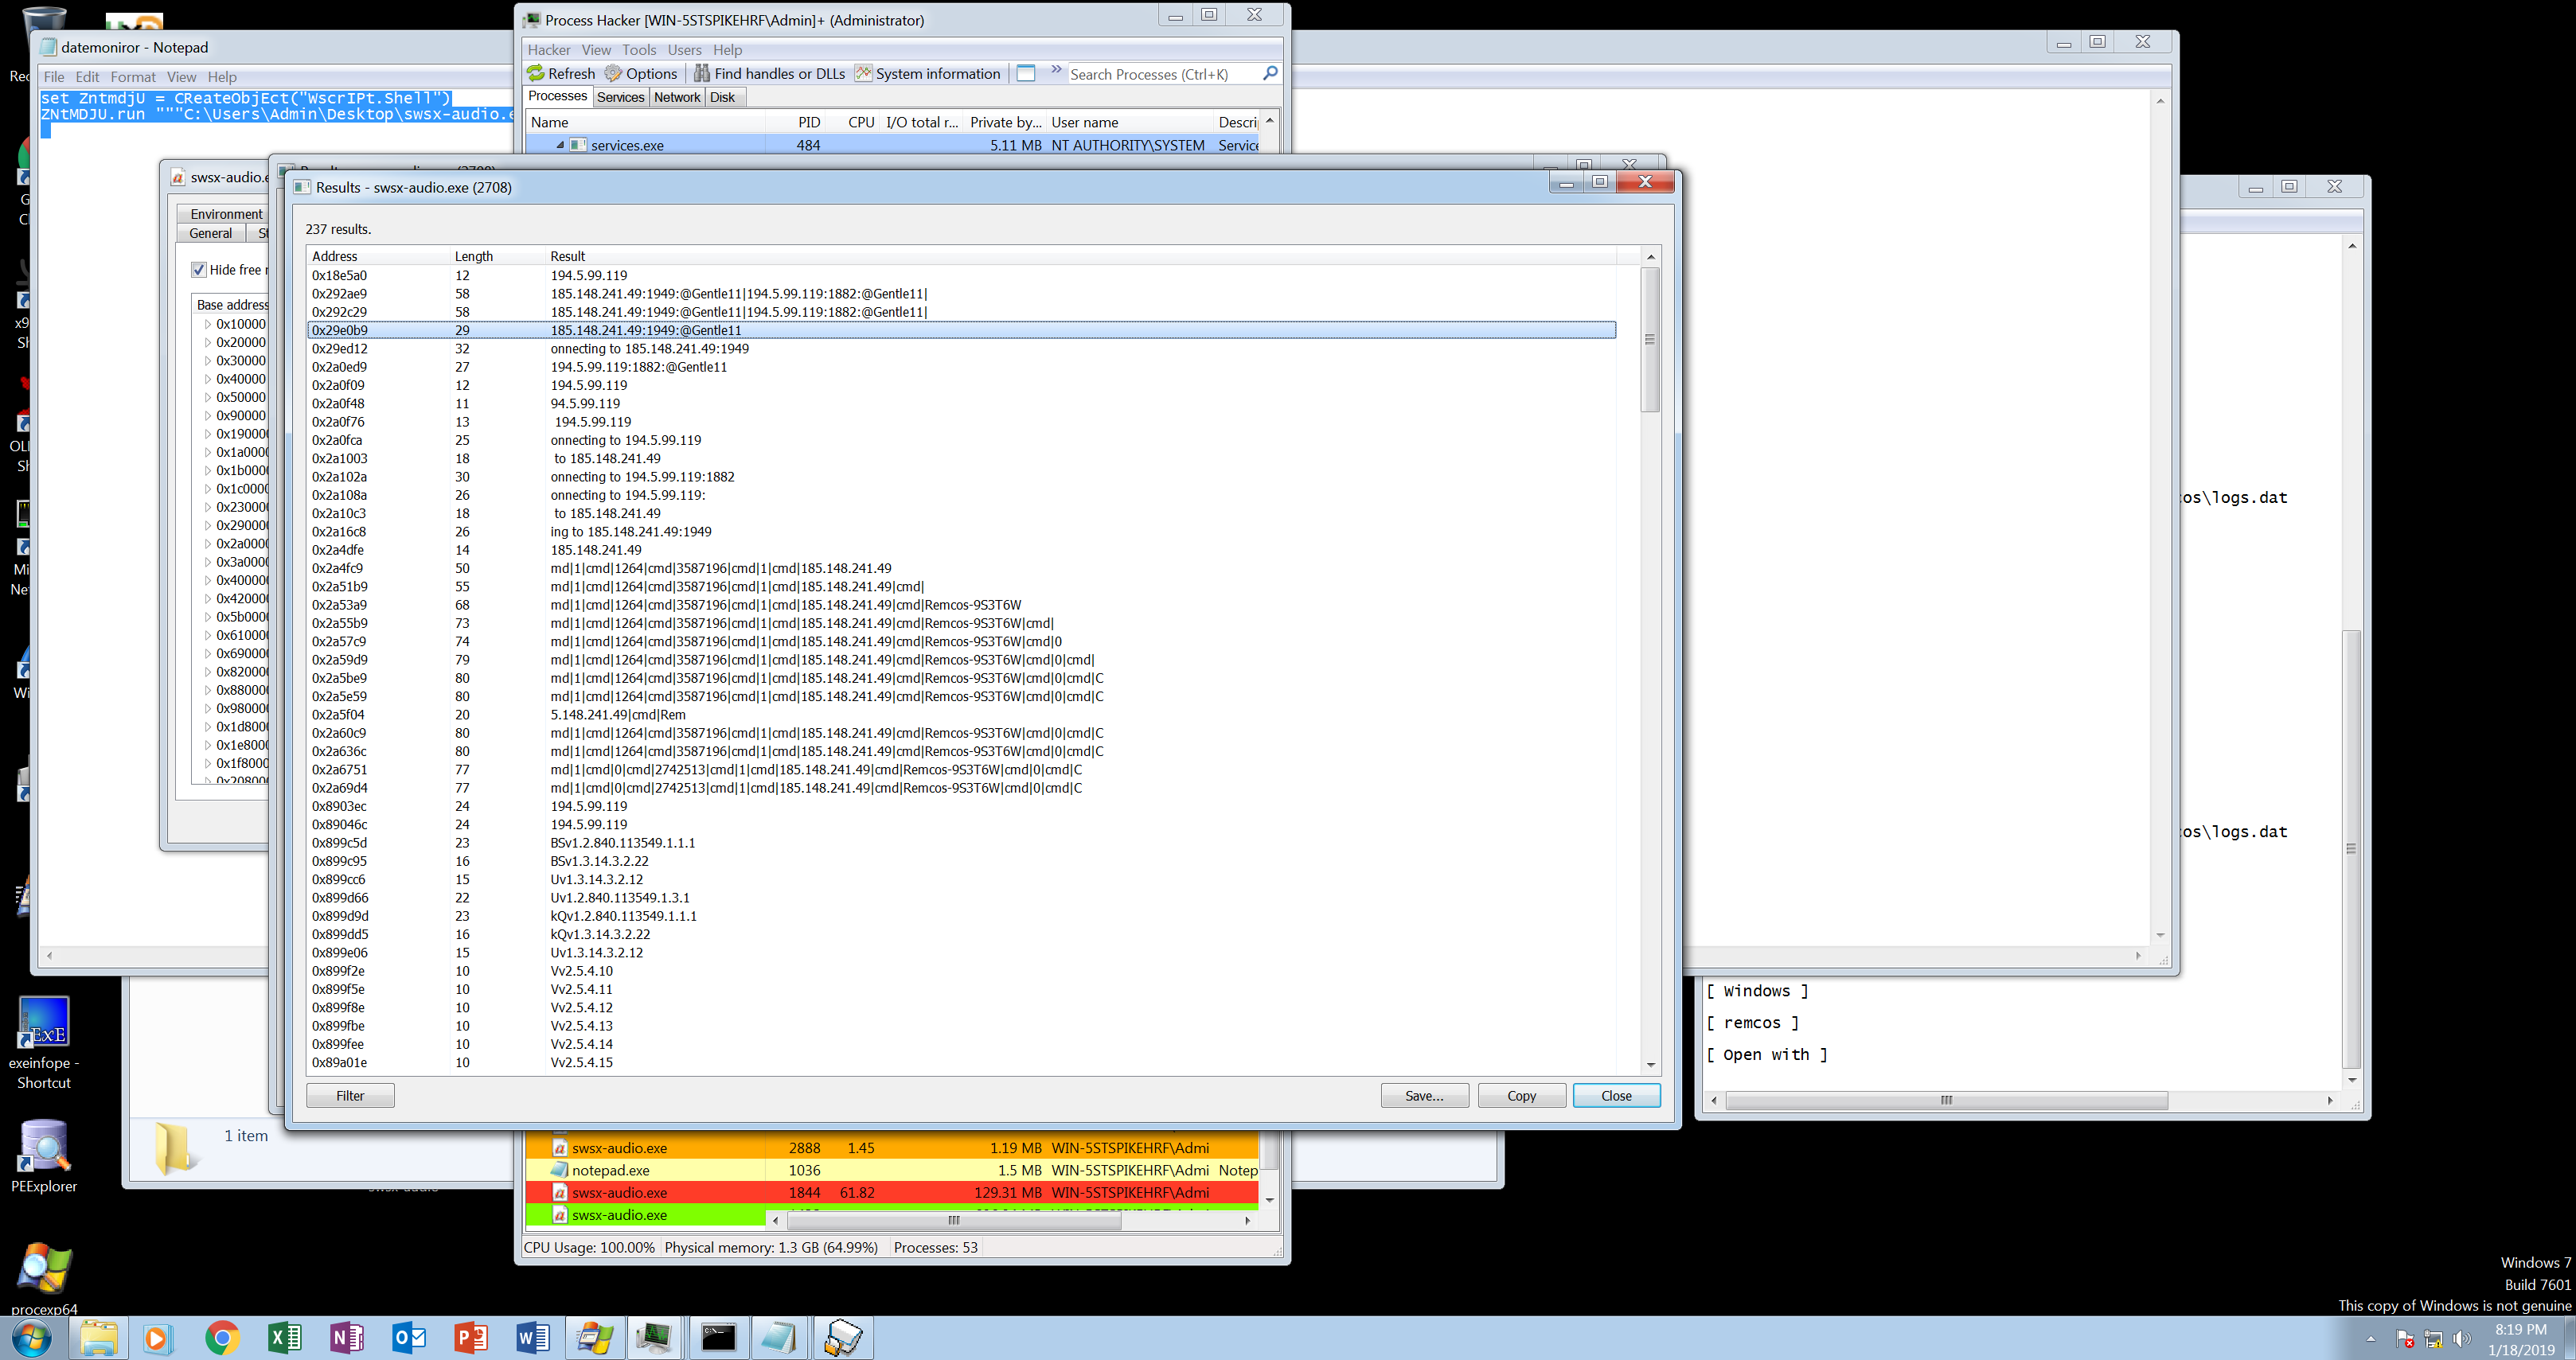 Process Hacker [WIN-5STSPIKEHRF\Admin]+ (Administrator)
Hacker View Tools Users Help
Refresh Options Find handles or DLLs System information » Search Processes (Ctrl+K)
Processes Services Network Disk
Name PID CPU I/O total r... Private by... User name
services.exe 484 5.11 MB NT AUTHORITY\SYSTEM
datemoniror - Notepad
File Edit Format View Help
set ZntmdjU = CReateObjEct("WscrIPt.Shell")
ZNtMDJU.run """C:\Users\Admin\Desktop\swsx-audio.e
swsx-audio.e
Environment
General
Hide free
Base address
0x10000
0x20000
0x30000
0x40000
0x50000
0x90000
0x190000
0x1a0000
0x1b0000
0x1c0000
0x230000
0x290000
0x2a0000
0x3a0000
0x400000
0x420000
0x5b0000
0x610000
0x690000
0x820000
0x880000
0x980000
0x1d8000
0x1e8000
0x1f8000
Results - swsx-audio.exe (2708)
237 results.
Address Length Result
0x18e5a0 12 194.5.99.119
0x292ae9 58 185.148.241.49:1949:@Gentle11|194.5.99.119:1882:@Gentle11|
0x292c29 58 185.148.241.49:1949:@Gentle11|194.5.99.119:1882:@Gentle11|
0x29e0b9 29 185.148.241.49:1949:@Gentle11
0x29ed12 32 onnecting to 185.148.241.49:1949
0x2a0ed9 27 194.5.99.119:1882:@Gentle11
0x2a0f09 12 194.5.99.119
0x2a0f48 11 94.5.99.119
0x2a0f76 13 194.5.99.119
0x2a0fca 25 onnecting to 194.5.99.119
0x2a1003 18 to 185.148.241.49
0x2a102a 30 onnecting to 194.5.99.119:1882
0x2a108a 26 onnecting to 194.5.99.119:
0x2a10c3 18 to 185.148.241.49
0x2a16c8 26 ing to 185.148.241.49:1949
0x2a4dfe 14 185.148.241.49
0x2a4fc9 50 md|1|cmd|1264|cmd|3587196|cmd|1|cmd|185.148.241.49
0x2a51b9 55 md|1|cmd|1264|cmd|3587196|cmd|1|cmd|185.148.241.49|cmd|
0x2a53a9 68 md|1|cmd|1264|cmd|3587196|cmd|1|cmd|185.148.241.49|cmd|Remcos-9S3T6W
0x2a55b9 73 md|1|cmd|1264|cmd|3587196|cmd|1|cmd|185.148.241.49|cmd|Remcos-9S3T6W|cmd|
0x2a57c9 74 md|1|cmd|1264|cmd|3587196|cmd|1|cmd|185.148.241.49|cmd|Remcos-9S3T6W|cmd|0
0x2a59d9 79 md|1|cmd|1264|cmd|3587196|cmd|1|cmd|185.148.241.49|cmd|Remcos-9S3T6W|cmd|0|cmd|
0x2a5be9 80 md|1|cmd|1264|cmd|3587196|cmd|1|cmd|185.148.241.49|cmd|Remcos-9S3T6W|cmd|0|cmd|C
0x2a5e59 80 md|1|cmd|1264|cmd|3587196|cmd|1|cmd|185.148.241.49|cmd|Remcos-9S3T6W|cmd|0|cmd|C
0x2a5f04 20 5.148.241.49|cmd|Rem
0x2a60c9 80 md|1|cmd|1264|cmd|3587196|cmd|1|cmd|185.148.241.49|cmd|Remcos-9S3T6W|cmd|0|cmd|C
0x2a636c 80 md|1|cmd|1264|cmd|3587196|cmd|1|cmd|185.148.241.49|cmd|Remcos-9S3T6W|cmd|0|cmd|C
0x2a6751 77 md|1|cmd|0|cmd|2742513|cmd|1|cmd|185.148.241.49|cmd|Remcos-9S3T6W|cmd|0|cmd|C
0x2a69d4 77 md|1|cmd|0|cmd|2742513|cmd|1|cmd|185.148.241.49|cmd|Remcos-9S3T6W|cmd|0|cmd|C
0x8903ec 24 194.5.99.119
0x89046c 24 194.5.99.119
0x899c5d 23 BSv1.2.840.113549.1.1.1
0x899c95 16 BSv1.3.14.3.2.22
0x899cc6 15 Uv1.3.14.3.2.12
0x899d66 22 Uv1.2.840.113549.1.3.1
0x899d9d 23 kQv1.2.840.113549.1.1.1
0x899dd5 16 kQv1.3.14.3.2.22
0x899e06 15 Uv1.3.14.3.2.12
0x899f2e 10 Vv2.5.4.10
0x899f5e 10 Vv2.5.4.11
0x899f8e 10 Vv2.5.4.12
0x899fbe 10 Vv2.5.4.13
0x899fee 10 Vv2.5.4.14
0x89a01e 10 Vv2.5.4.15
Filter Save... Copy Close
cos\logs.dat
cos\logs.dat
[ Windows ]
[ remcos ]
[ Open with ]
1 item
swsx-audio.exe 2888 1.45 1.19 MB WIN-5STSPIKEHRF\Admi
notepad.exe 1036 1.5 MB WIN-5STSPIKEHRF\Admi Notep
swsx-audio.exe 1844 61.82 129.31 MB WIN-5STSPIKEHRF\Admi
swsx-audio.exe
CPU Usage: 100.00% Physical memory: 1.3 GB (64.99%) Processes: 53
exeinfope -
Shortcut
PEExplorer
procexp64
Windows 7
Build 7601
This copy of Windows is not genuine
8:19 PM
1/18/2019